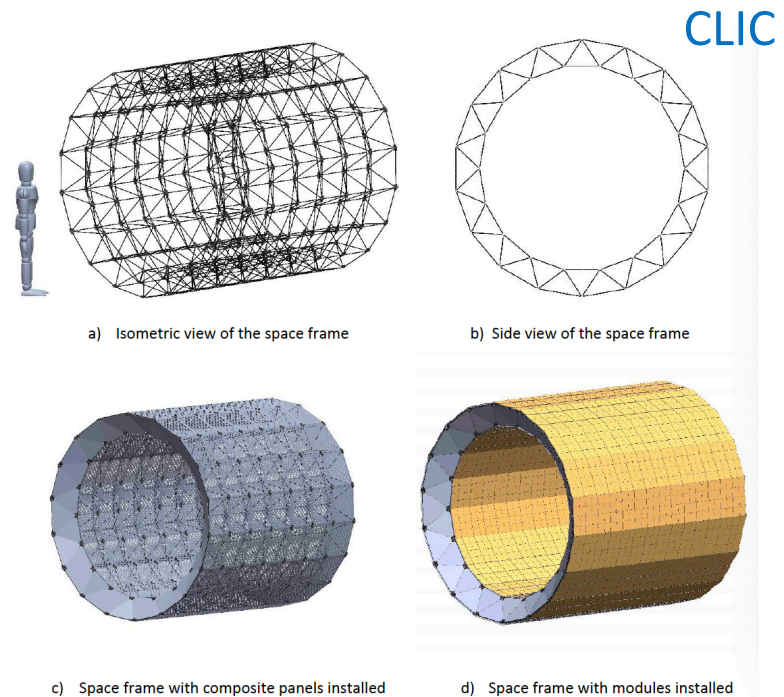 CLIC
a) Isometric view of the space frame
b) Side view of the space frame
c) Space frame with composite panels installed
d) Space frame with modules installed